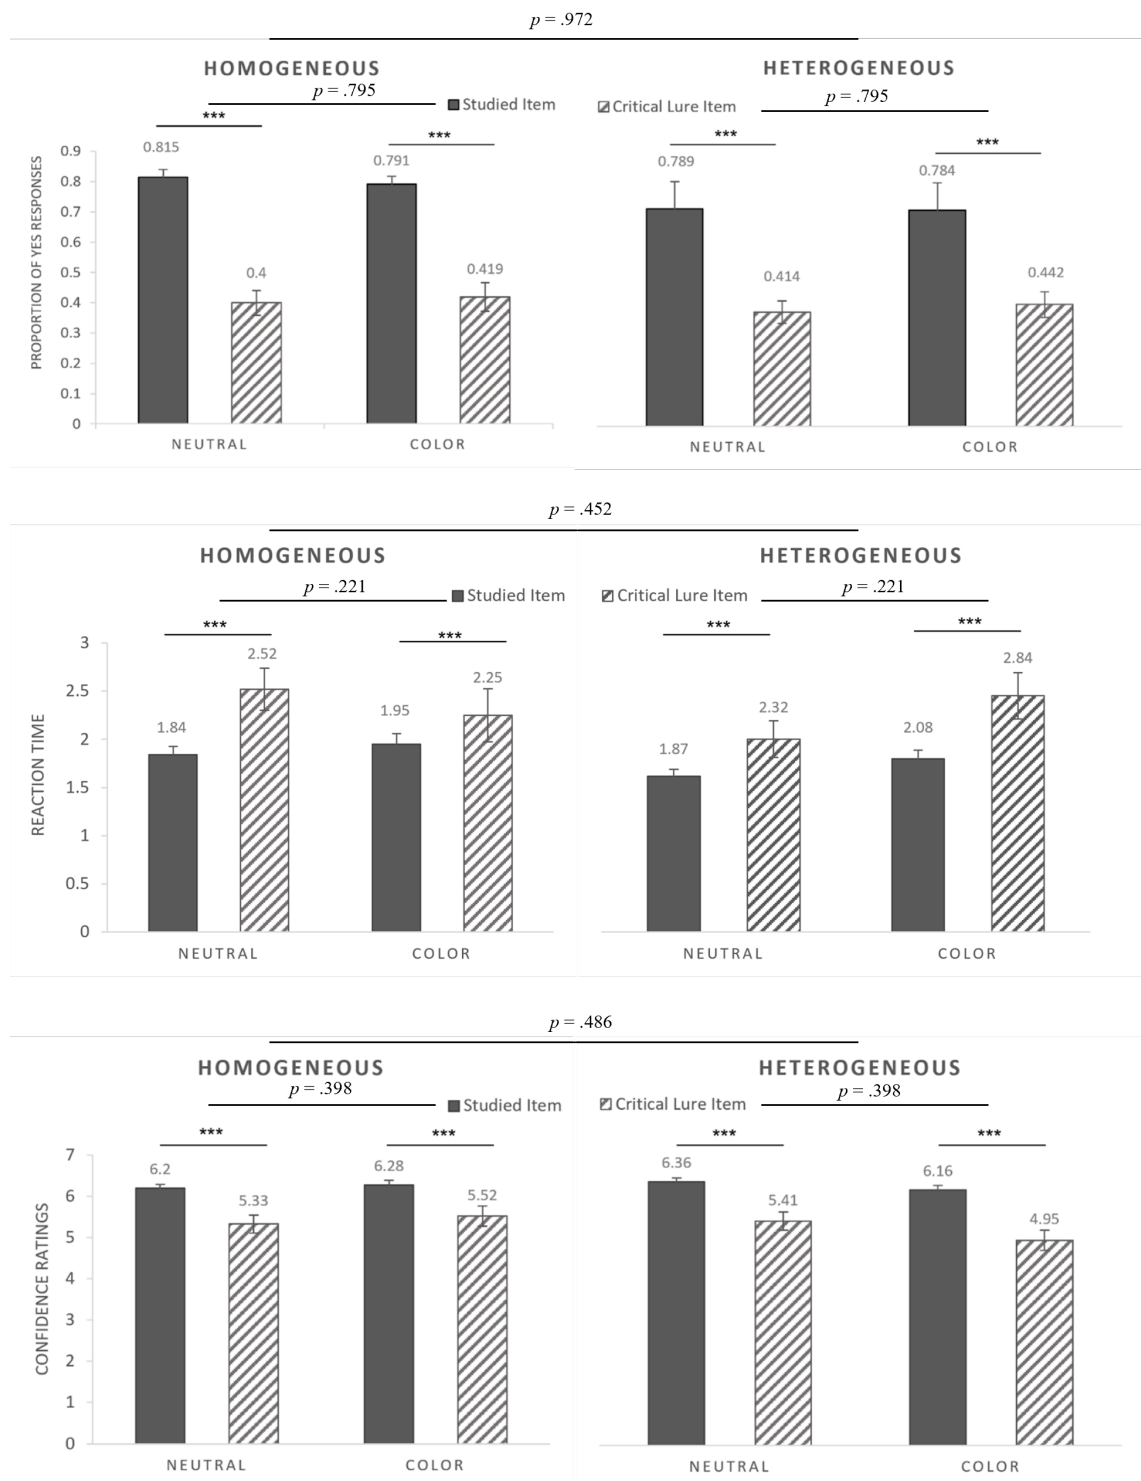 p = .972
HOMOGENEOUS
HETEROGENEOUS
p = .795
p = .795
Studied Item
Critical Lure Item
***
***
***
***
PROPORTION OF YES RESPONSES
0.9
0.8
0.7
0.6
0.5
0.4
0.3
0.2
0.1
0
0.815
0.4
0.791
0.419
0.789
0.414
0.784
0.442
NEUTRAL
COLOR
NEUTRAL
COLOR
p = .452
HOMOGENEOUS
HETEROGENEOUS
p = .221
p = .221
Studied Item
Critical Lure Item
***
***
***
***
REACTION TIME
3
2.5
2
1.5
1
0.5
0
1.84
2.52
1.95
2.25
1.87
2.32
2.08
2.84
NEUTRAL
COLOR
NEUTRAL
COLOR
p = .486
HOMOGENEOUS
HETEROGENEOUS
p = .398
p = .398
Studied Item
Critical Lure Item
***
***
***
***
CONFIDENCE RATINGS
7
6
5
4
3
2
1
0
6.2
5.33
6.28
5.52
6.36
5.41
6.16
4.95
NEUTRAL
COLOR
NEUTRAL
COLOR